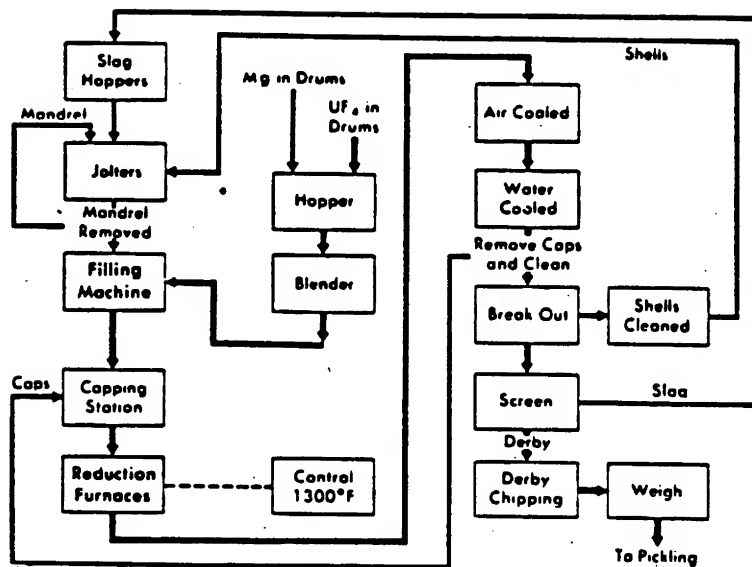 Slag
Hoppers
Mandrel
Jolters
Mandrel
Removed
Filling
Machine
Caps
Capping
Station
Reduction
Furnaces
Control
1300°F
Mg in Drums
UF₄ in
Drums
Hopper
Blender
Shells
Air Cooled
Water
Cooled
Remove Caps
and Clean
Break Out
Shells
Cleaned
Screen
Slag
Derby
Derby
Chipping
Weigh
To Pickling